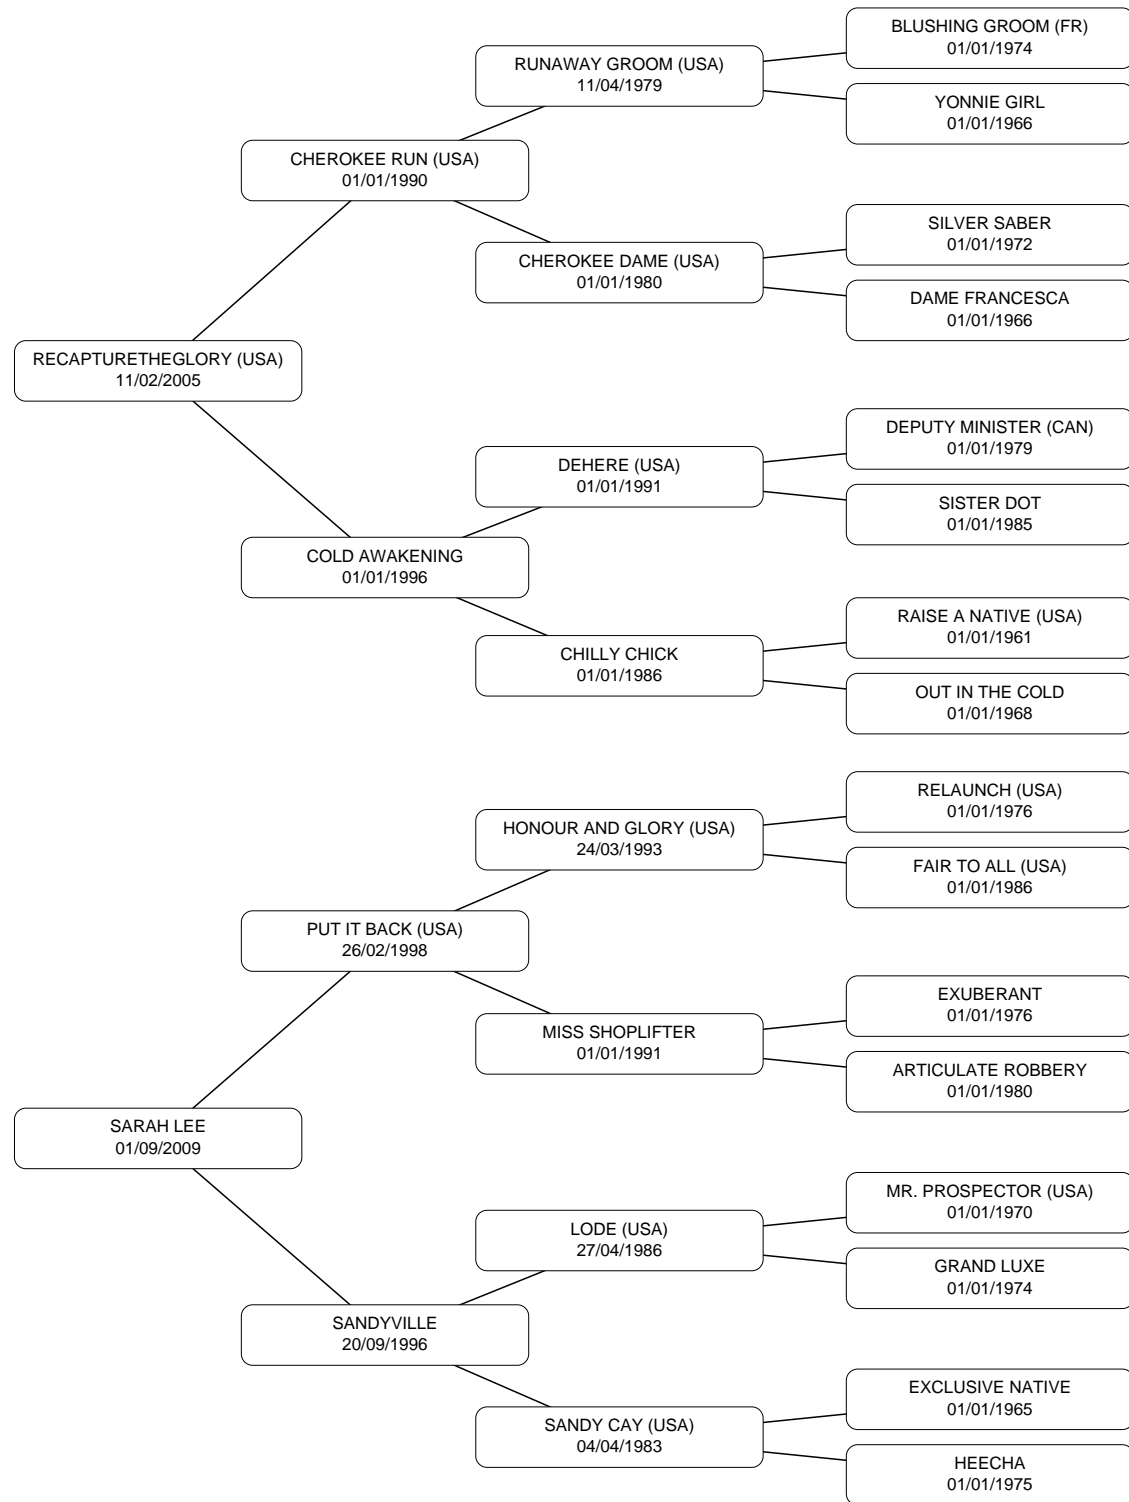 BLUSHING GROOM (FR)
01/01/1974
RUNAWAY GROOM (USA)
11/04/1979
YONNIE GIRL
01/01/1966
CHEROKEE RUN (USA)
01/01/1990
SILVER SABER
01/01/1972
CHEROKEE DAME (USA)
01/01/1980
DAME FRANCESCA
01/01/1966
RECAPTURETHEGLORY (USA)
11/02/2005
DEPUTY MINISTER (CAN)
01/01/1979
DEHERE (USA)
01/01/1991
SISTER DOT
01/01/1985
COLD AWAKENING
01/01/1996
RAISE A NATIVE (USA)
01/01/1961
CHILLY CHICK
01/01/1986
OUT IN THE COLD
01/01/1968
RELAUNCH (USA)
01/01/1976
HONOUR AND GLORY (USA)
24/03/1993
FAIR TO ALL (USA)
01/01/1986
PUT IT BACK (USA)
26/02/1998
EXUBERANT
01/01/1976
MISS SHOPLIFTER
01/01/1991
ARTICULATE ROBBERY
01/01/1980
SARAH LEE
01/09/2009
MR. PROSPECTOR (USA)
01/01/1970
LODE (USA)
27/04/1986
GRAND LUXE
01/01/1974
SANDYVILLE
20/09/1996
EXCLUSIVE NATIVE
01/01/1965
SANDY CAY (USA)
04/04/1983
HEECHA
01/01/1975